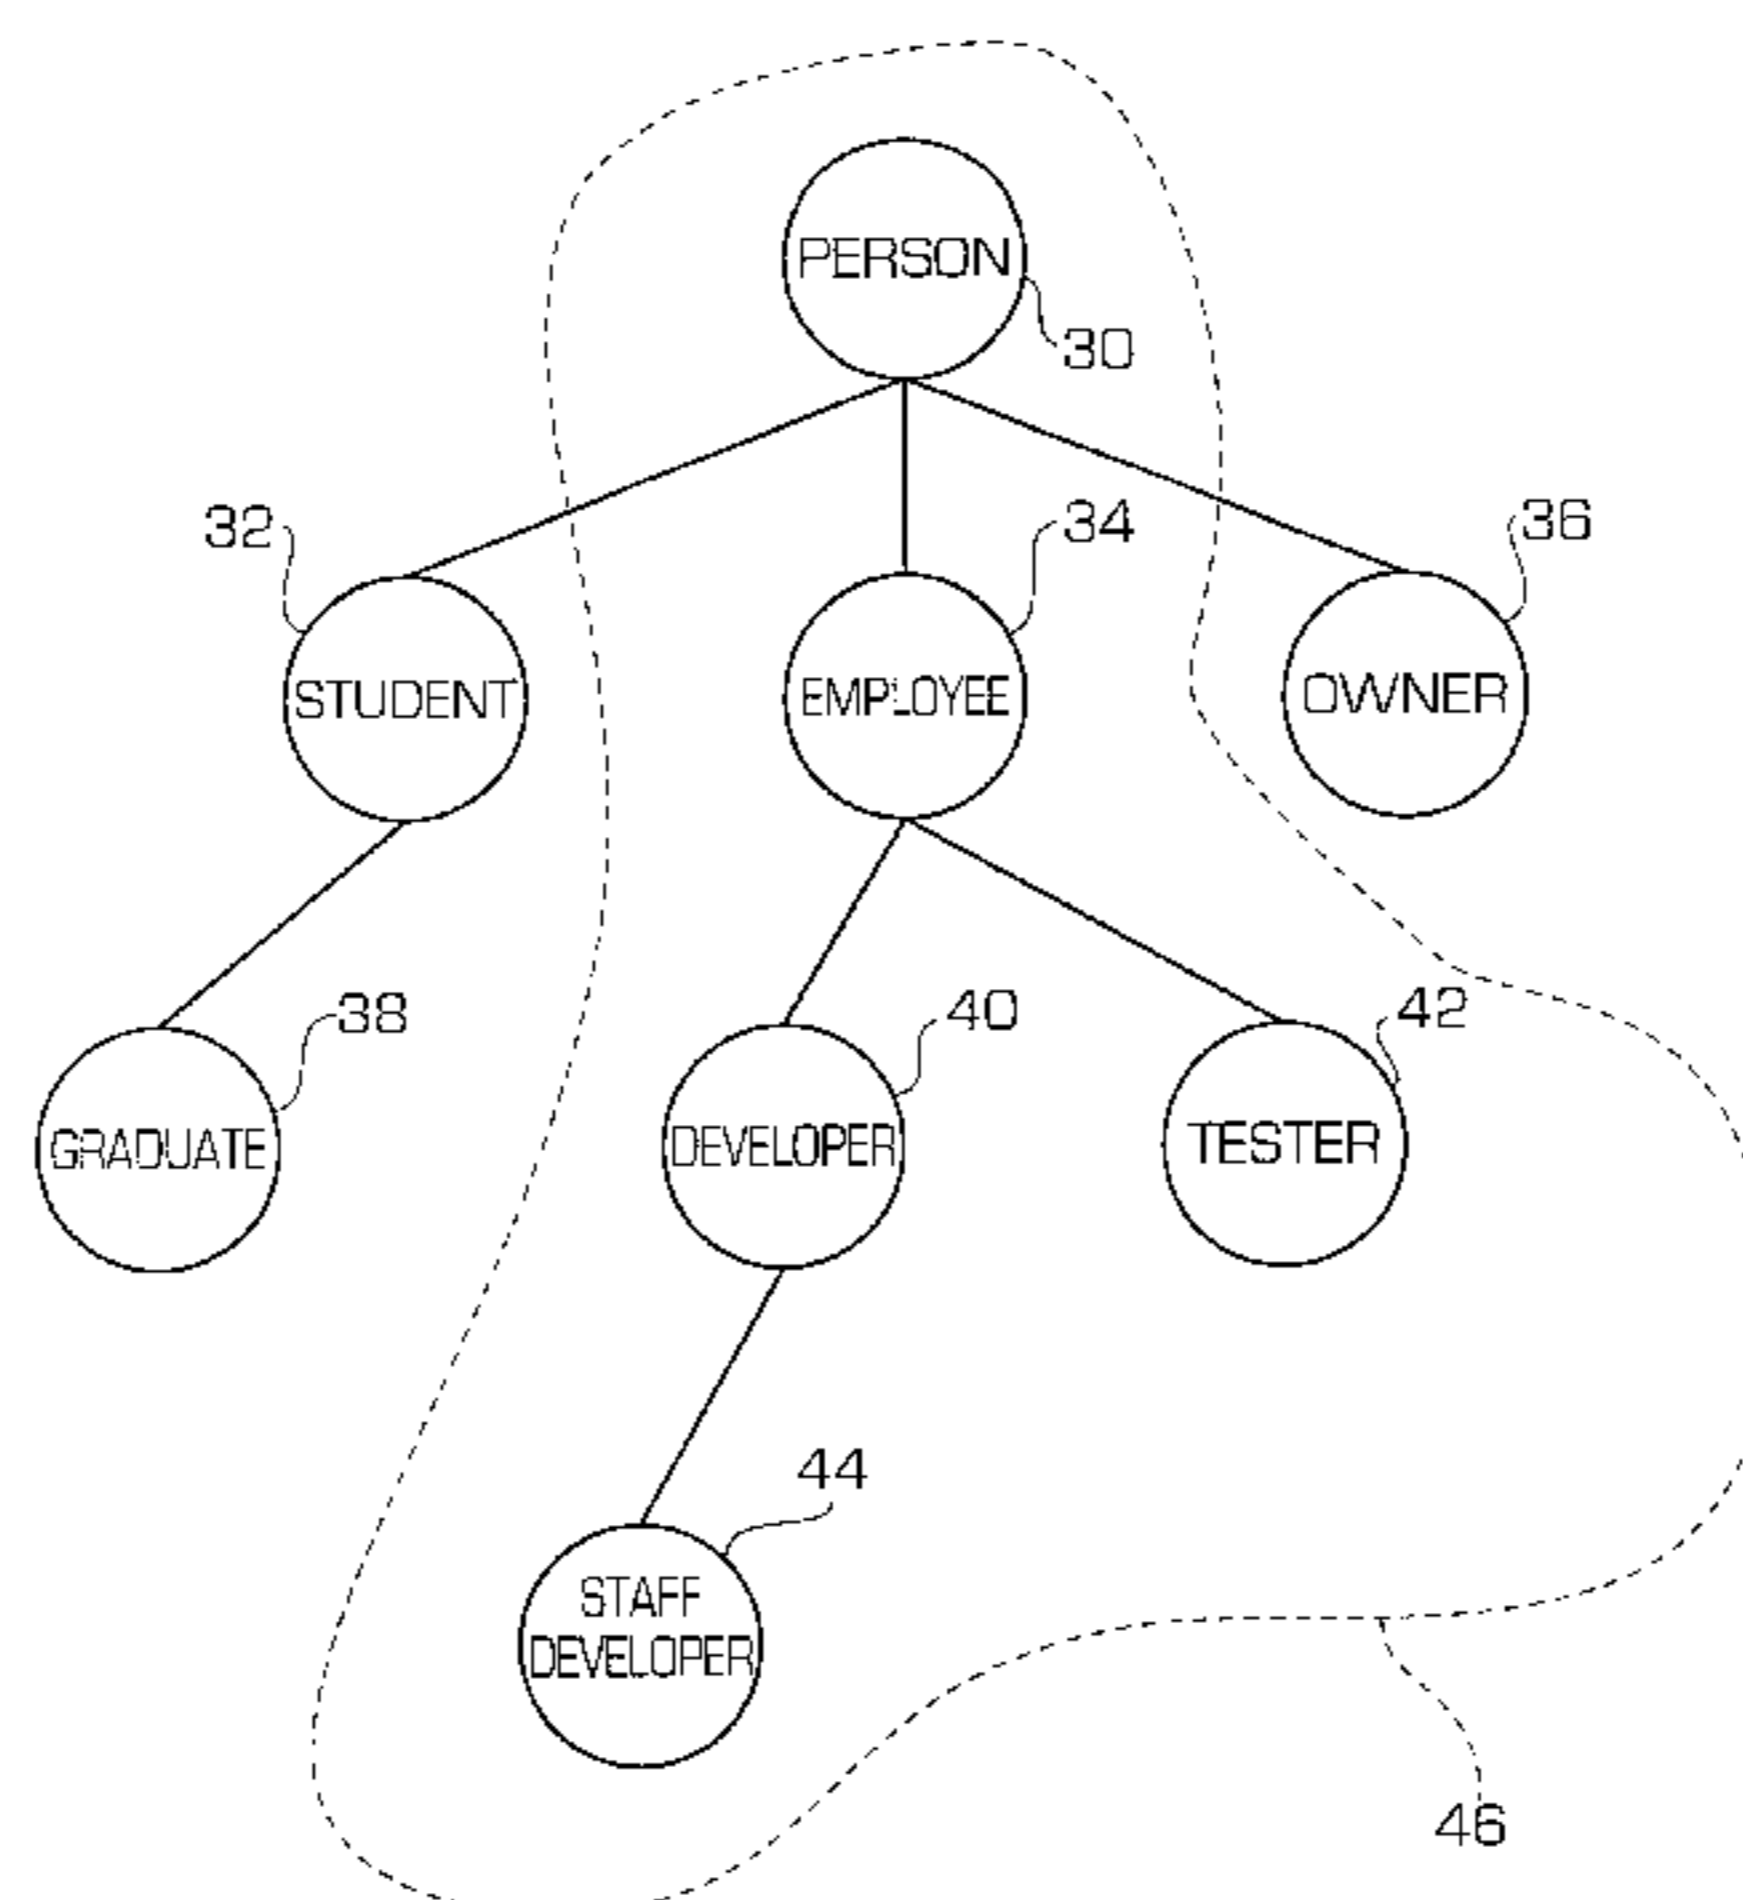 PERSON
30
32
34
36
STUDENT
EMPLOYEE
OWNER
38
40
42
GRADUATE
DEVELOPER
TESTER
44
STAFF
DEVELOPER
46